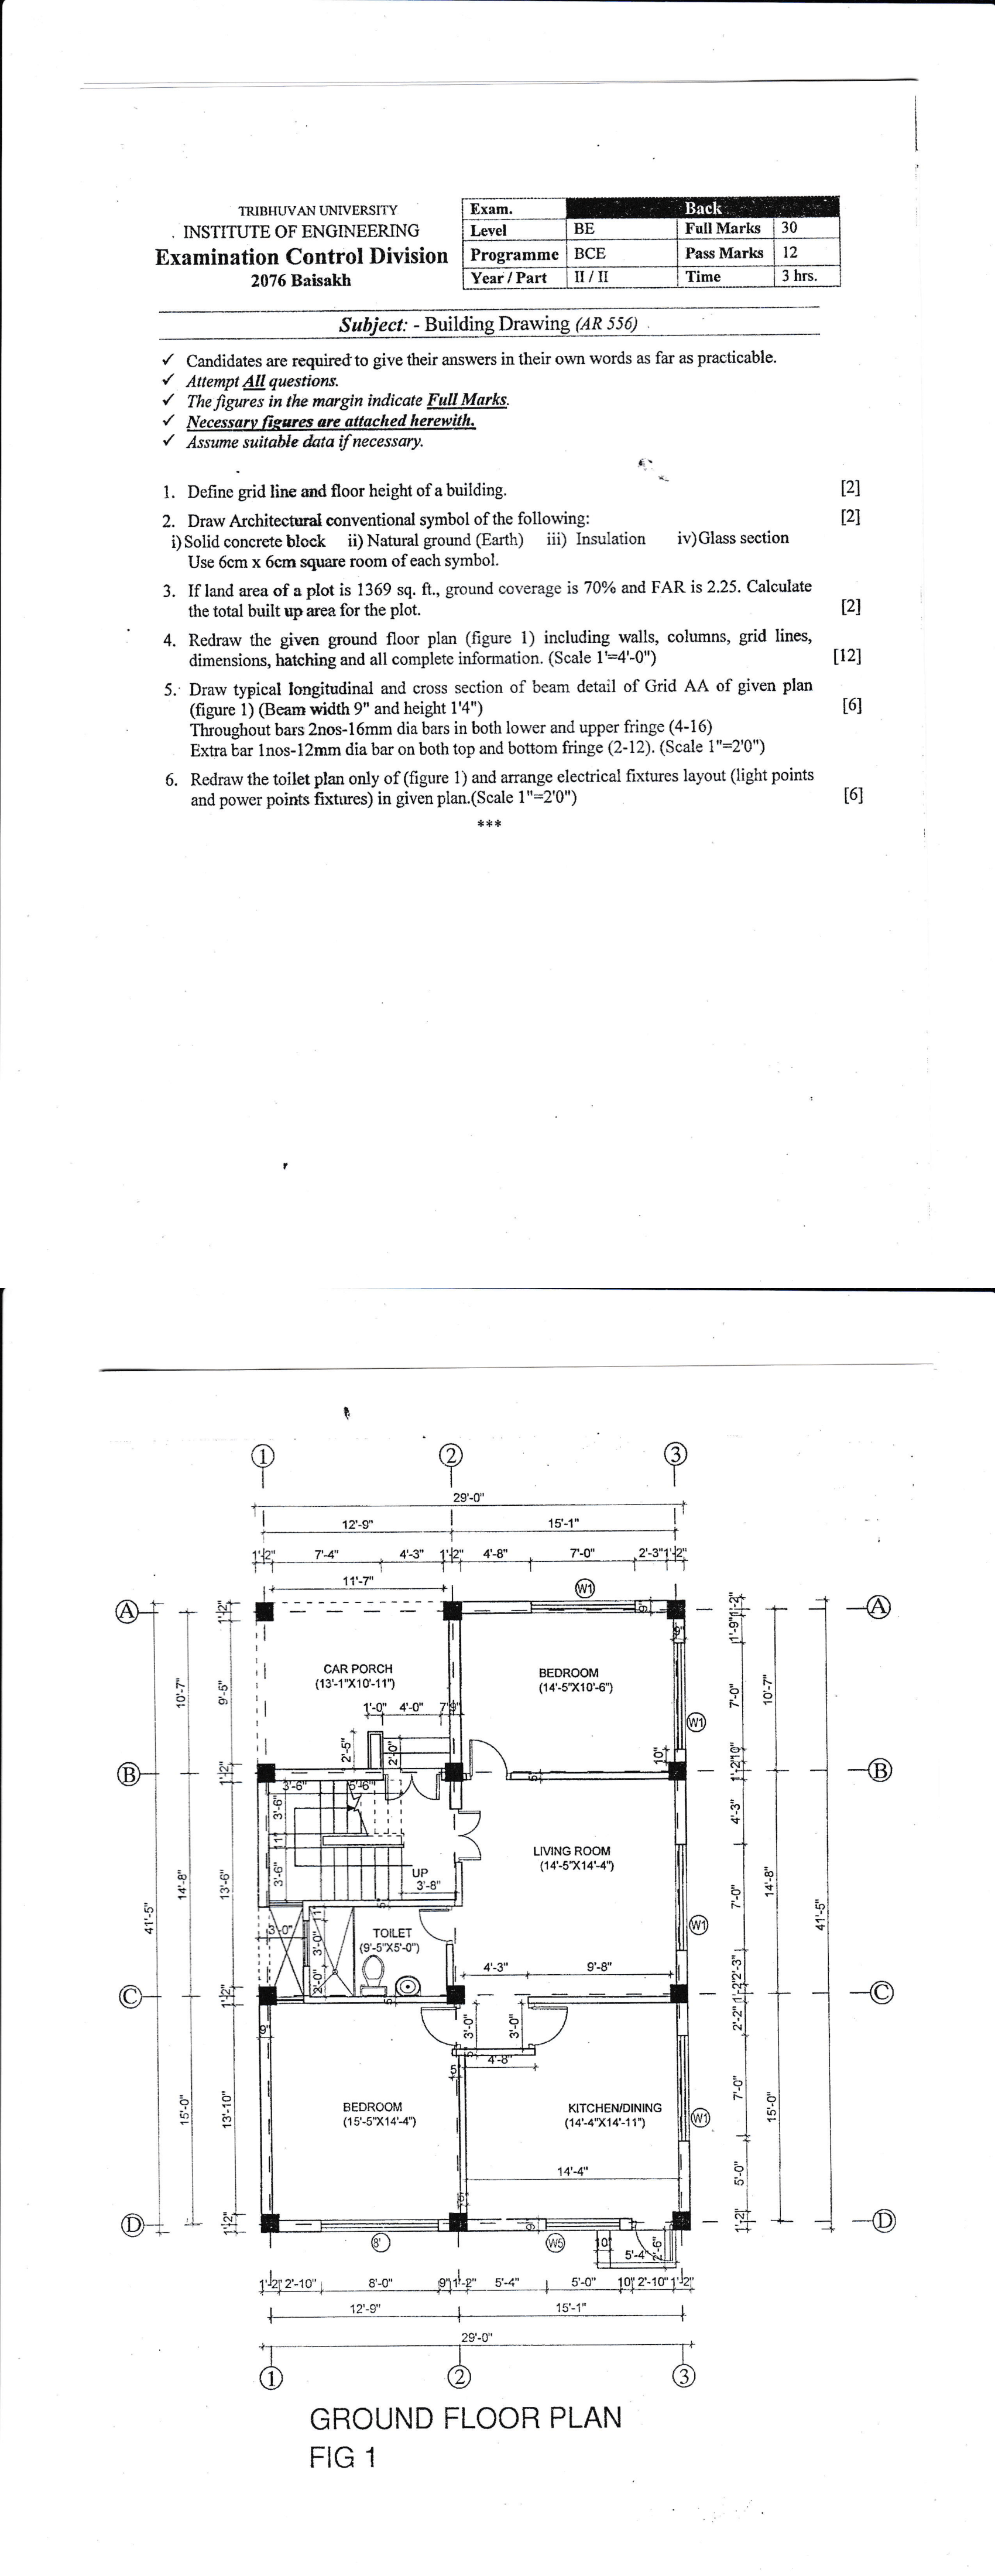 TRIBHUVAN UNIVERSITY
INSTITUTE OF ENGINEERING
Examination Control Division
2076 Baisakh
Exam. Back
Level BE Full Marks 30
Programme BCE Pass Marks 12
Year / Part II / II Time 3 hrs.
Subject: - Building Drawing (AR 556)
✓ Candidates are required to give their answers in their own words as far as practicable.
✓ Attempt All questions.
✓ The figures in the margin indicate Full Marks.
✓ Necessary figures are attached herewith.
✓ Assume suitable data if necessary.
1. Define grid line and floor height of a building. [2]
2. Draw Architectural conventional symbol of the following: [2]
i) Solid concrete block ii) Natural ground (Earth) iii) Insulation iv) Glass section
Use 6cm x 6cm square room of each symbol.
3. If land area of a plot is 1369 sq. ft., ground coverage is 70% and FAR is 2.25. Calculate
the total built up area for the plot. [2]
4. Redraw the given ground floor plan (figure 1) including walls, columns, grid lines,
dimensions, hatching and all complete information. (Scale 1'=4'-0") [12]
5. Draw typical longitudinal and cross section of beam detail of Grid AA of given plan
(figure 1) (Beam width 9" and height 1'4") [6]
Throughout bars 2nos-16mm dia bars in both lower and upper fringe (4-16)
Extra bar 1nos-12mm dia bar on both top and bottom fringe (2-12). (Scale 1"=2'0")
6. Redraw the toilet plan only of (figure 1) and arrange electrical fixtures layout (light points
and power points fixtures) in given plan.(Scale 1"=2'0") [6]
***
1 2 3
29'-0"
12'-9" 15'-1"
1'-2" 7'-4" 4'-3" 1'-2" 4'-8" 7'-0" 2'-3" 1'-2"
11'-7"
W1
A A
1'-2" 9" 1'-2"
1'-9"
9"
CAR PORCH
(13'-1"X10'-11")
BEDROOM
(14'-5"X10'-6")
10'-7" 9'-5" 7'-0" 10'-7"
1'-0" 4'-0" 7" 9"
W1
2'-5" 2'-0" 10" 10"
B B
1'-2" 5" 1'-2"
3'-6" 5'-6"
3'-6" 4'-3"
11"
LIVING ROOM
(14'-5"X14'-4")
UP
3'-8"
3'-6"
41'-5" 14'-8" 13'-6" 7'-0" 14'-8" 41'-5"
5"
3'-0" 11"
TOILET
(9'-5"X5'-0")
W1
3'-0"
4'-3" 9'-8"
2'-0" 2'-3"
C C
1'-2" 5" 1'-2"
2'-2"
9" 3'-0" 3'-0"
5"
4'-8"
5"
BEDROOM
(15'-5"X14'-4")
KITCHEN/DINING
(14'-4"X14'-11")
W1
15'-0" 13'-10" 7'-0" 15'-0"
14'-4"
5'-0"
D D
1'-2" 9" 1'-2"
8' W5 10" 5'-4" 2'-6"
1'-2" 2'-10" 8'-0" 9" 1'-2" 5'-4" 5'-0" 10" 2'-10" 1'-2"
12'-9" 15'-1"
29'-0"
1 2 3
GROUND FLOOR PLAN
FIG 1